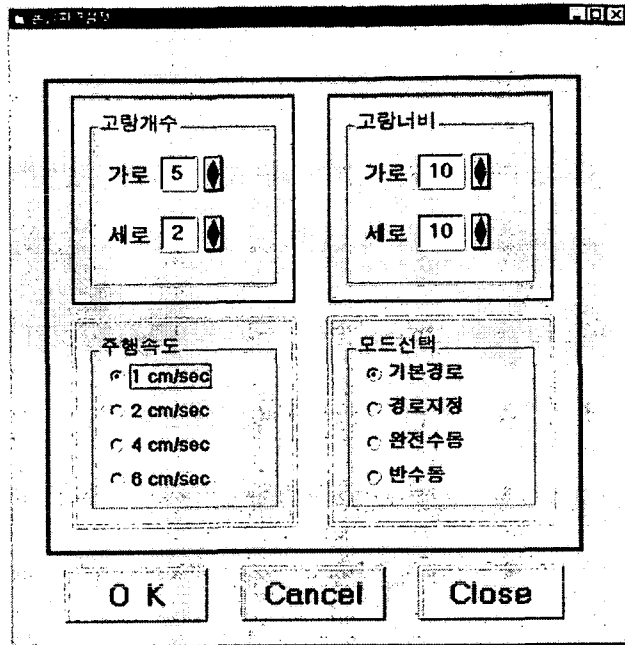 고랑개수
가로 5
세로 2
고랑너비
가로 10
세로 10
주행속도
1 cm/sec
2 cm/sec
4 cm/sec
6 cm/sec
모드선택
기본경로
경로지정
완전수동
반수동
O K
Cancel
Close